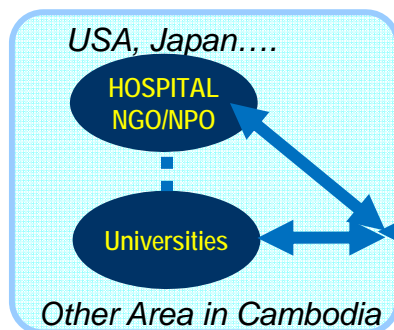 USA, Japan….
HOSPITAL
NGO/NPO
Universities
Other Area in Cambodia